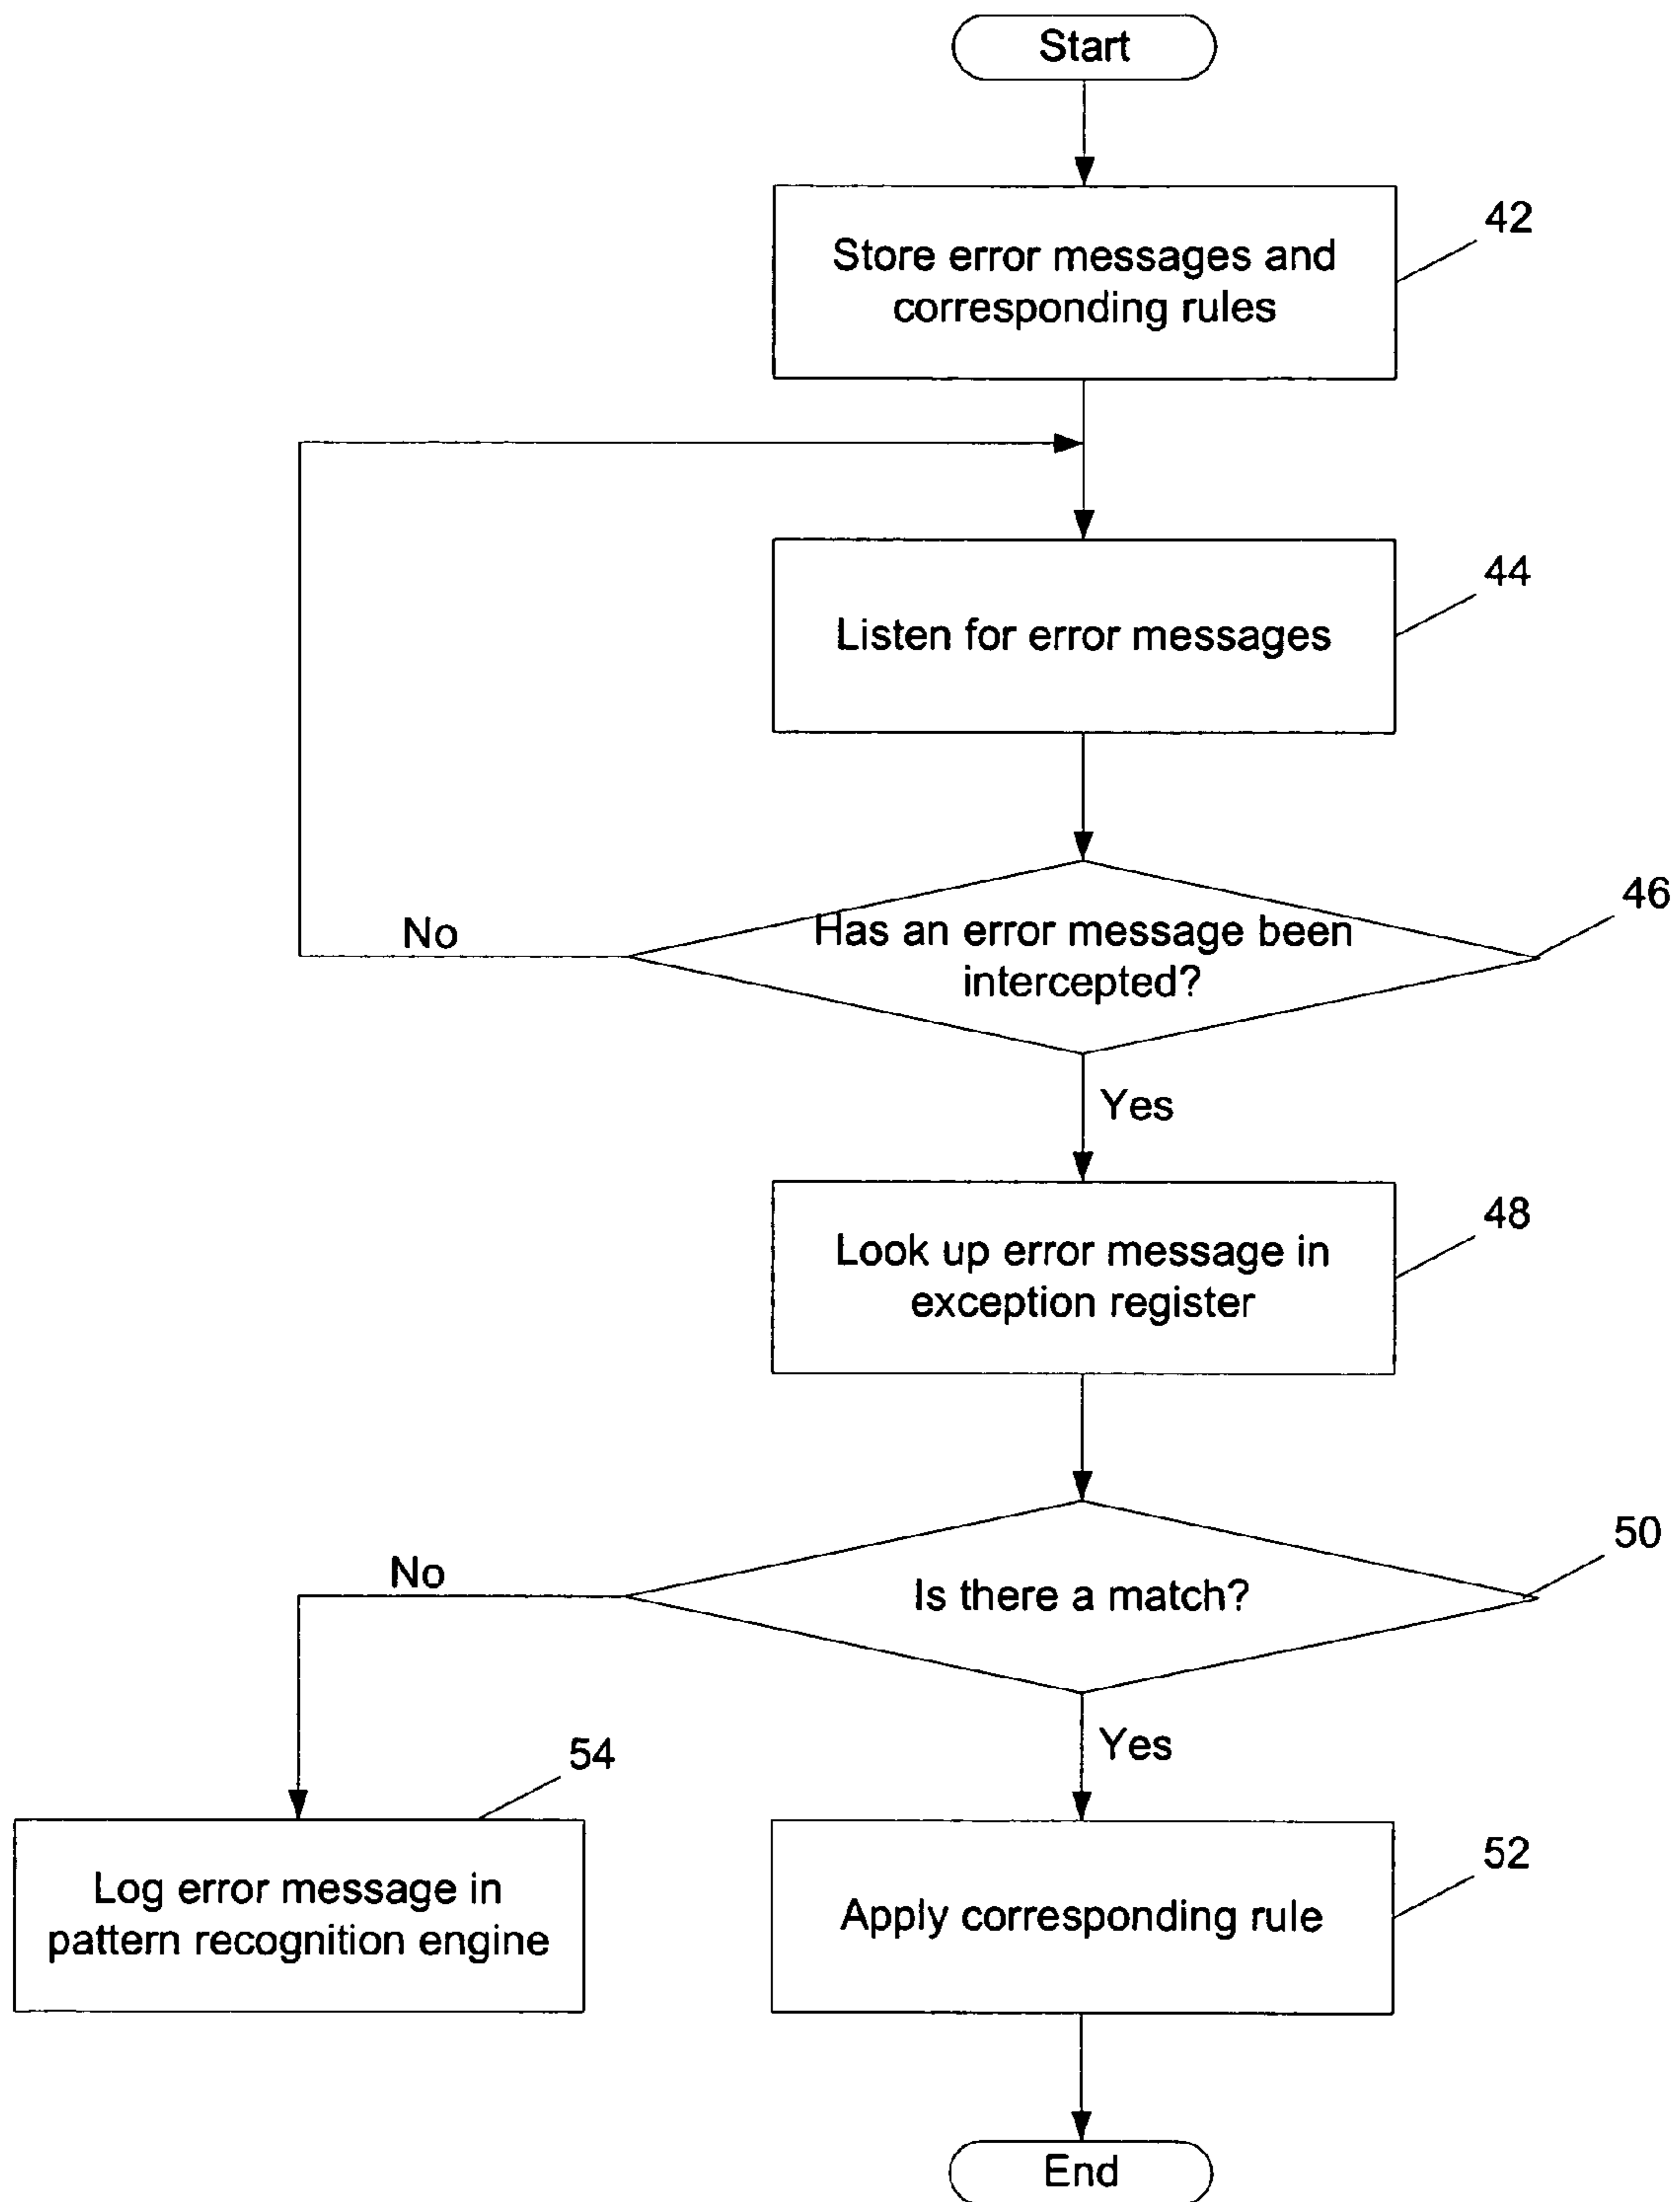 Start
42
Store error messages and
corresponding rules
44
Listen for error messages
46
No
Has an error message been
intercepted?
Yes
48
Look up error message in
exception register
50
No
Is there a match?
Yes
54
Log error message in
pattern recognition engine
52
Apply corresponding rule
End